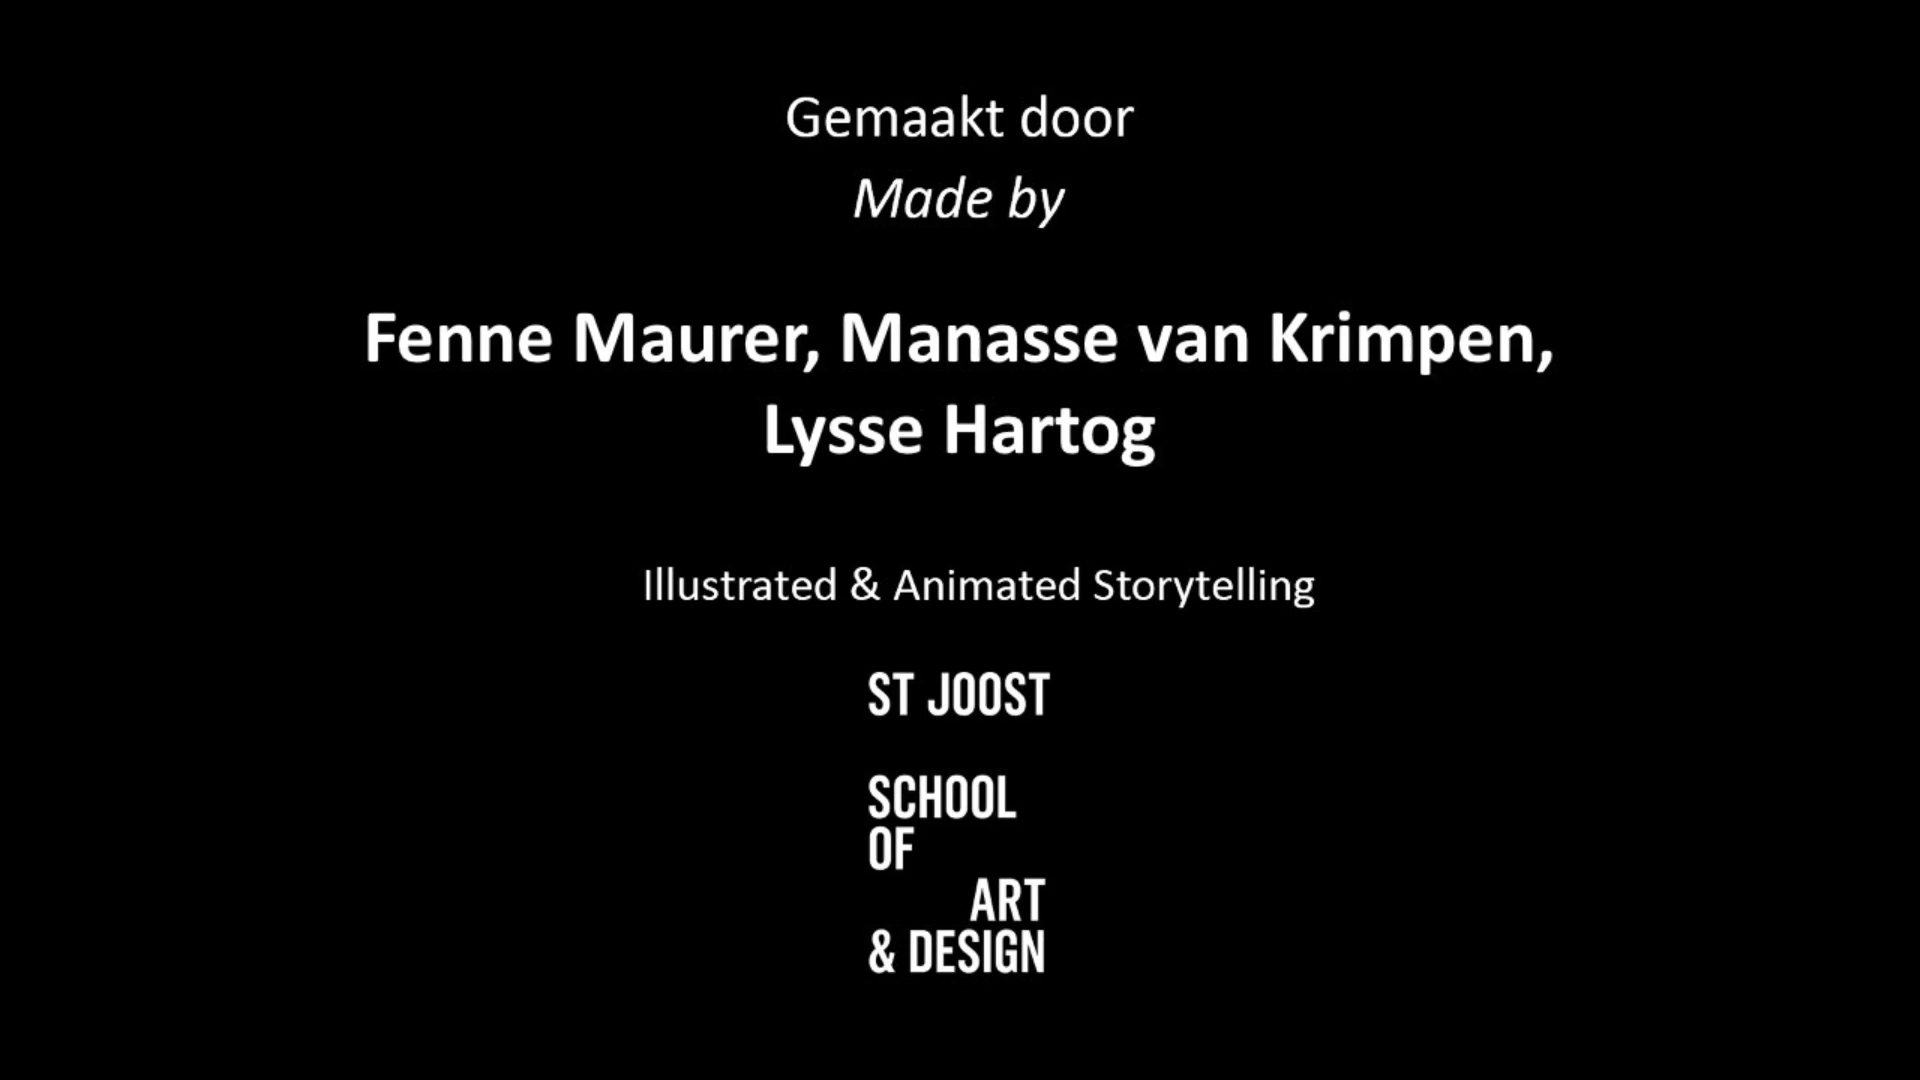 Gemaakt door
Made by
Fenne Maurer, Manasse van Krimpen,
Lysse Hartog
Illustrated & Animated Storytelling
ST JOOST
SCHOOL
OF
ART
& DESIGN